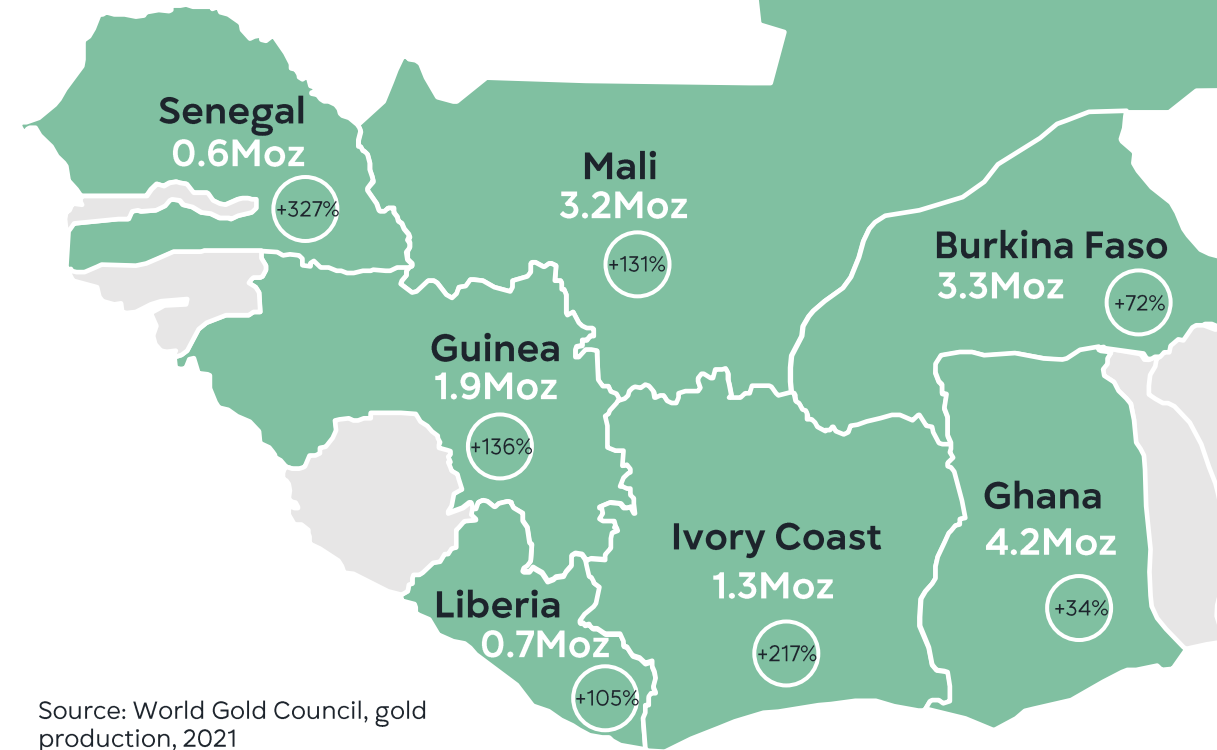 Senegal
0.6Moz
+327%
Mali
3.2Moz
+131%
Burkina Faso
3.3Moz
+72%
Guinea
1.9Moz
+136%
Ghana
4.2Moz
+34%
Ivory Coast
1.3Moz
+217%
Liberia
0.7Moz
+105%
Source: World Gold Council, gold
production, 2021